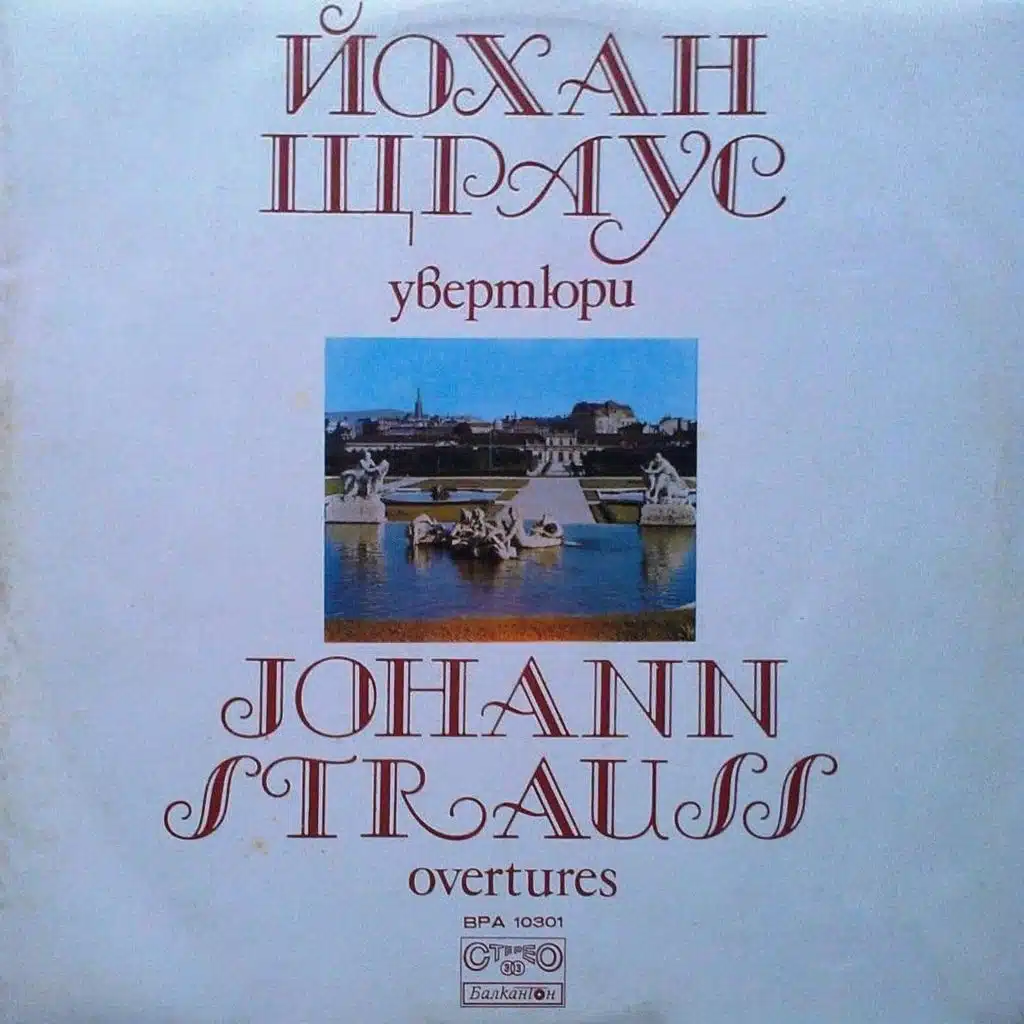 ЙОХАН
ЩРАУС
увертюри
JOHANN
STRAUSS
overtures
ВРА 10301
СТЕРЕО
33
Балкантон